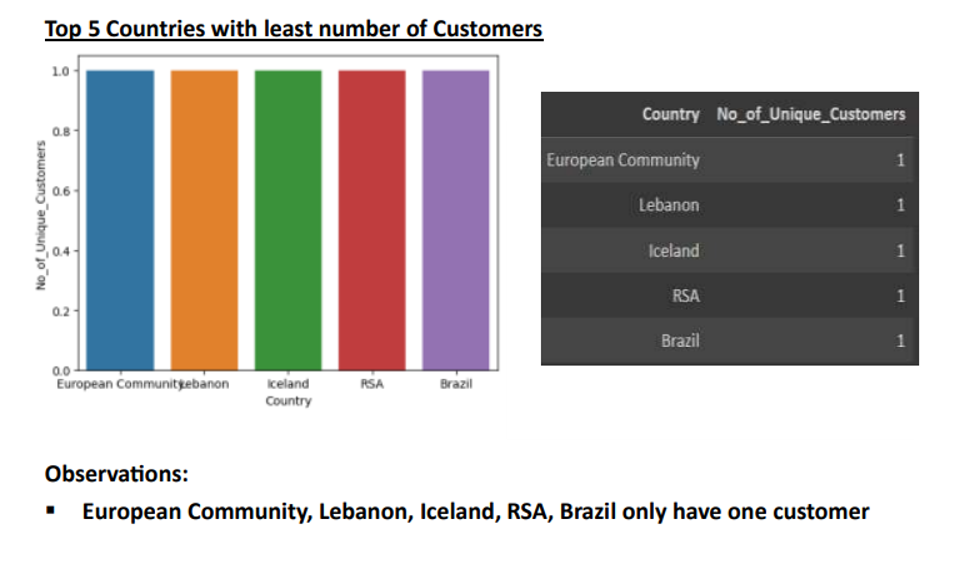 Top 5 Countries with least number of Customers
No_of_Unique_Customers
1.0
0.8
0.6
0.4
0.2
0.0
European Community Lebanon Iceland RSA Brazil
Country
Country No_of_Unique_Customers
European Community 1
Lebanon 1
Iceland 1
RSA 1
Brazil 1
Observations:
▪ European Community, Lebanon, Iceland, RSA, Brazil only have one customer